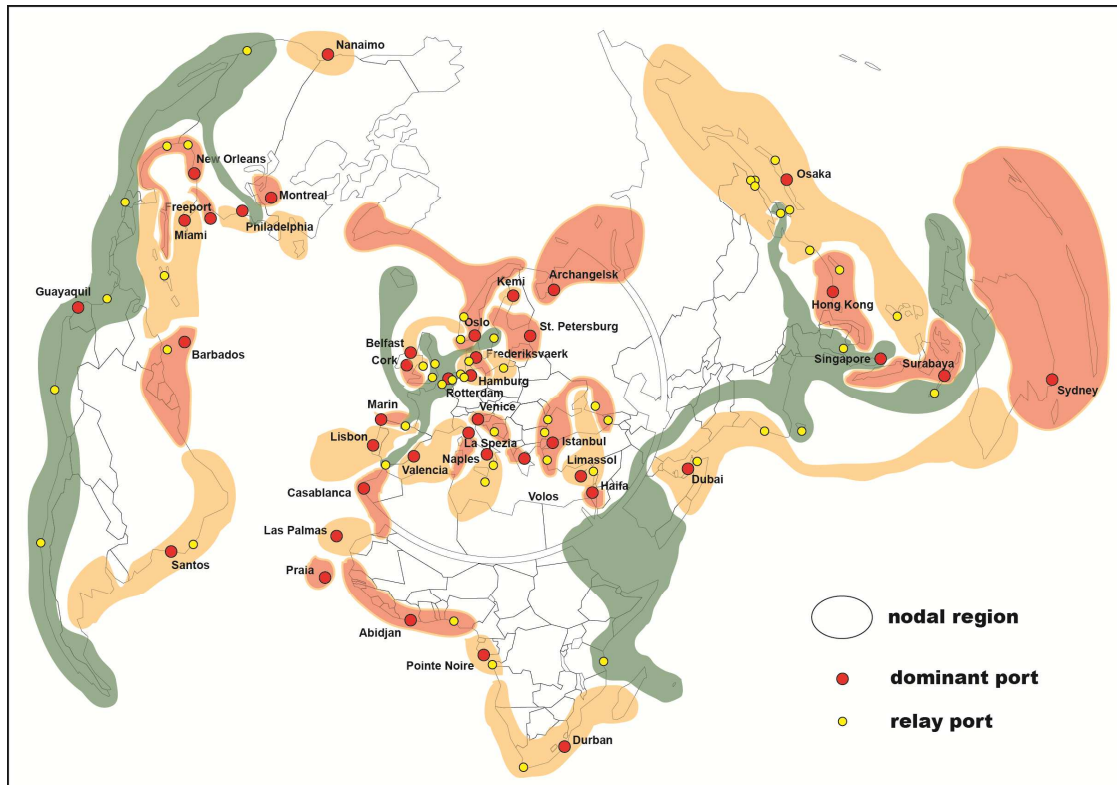 Nanaimo
New Orleans
Montreal
Freeport
Miami
Philadelphia
Osaka
Guayaquil
Barbados
Kemi
Archangelsk
Hong Kong
Oslo
St. Petersburg
Belfast
Cork
Frederiksvaerk
Hamburg
Rotterdam
Singapore
Surabaya
Sydney
Marin
Venice
Lisbon
La Spezia
Istanbul
Valencia
Naples
Limassol
Dubai
Casablanca
Haifa
Volos
Las Palmas
Santos
Praia
Abidjan
Pointe Noire
Durban
nodal region
dominant port
relay port